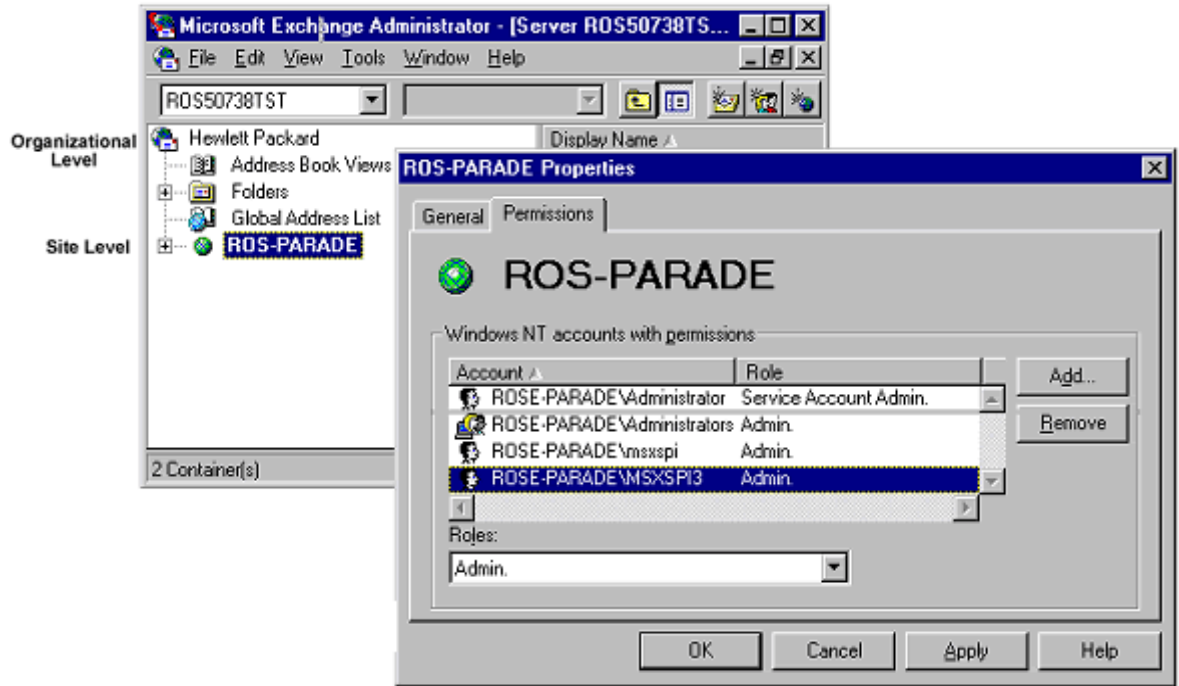 Microsoft Exchange Administrator - [Server ROS50738TS...
File Edit View Tools Window Help
ROS50738TST
Organizational
Level
Hewlett Packard
Display Name
Address Book Views
Folders
Global Address List
Site Level
ROS-PARADE
2 Container(s)
ROS-PARADE Properties
General Permissions
ROS-PARADE
Windows NT accounts with permissions
Account Role
ROSE-PARADE\Administrator Service Account Admin.
ROSE-PARADE\Administrators Admin.
ROSE-PARADE\msxspi Admin.
ROSE-PARADE\MSXSPI3 Admin.
Add...
Remove
Roles:
Admin.
OK Cancel Apply Help